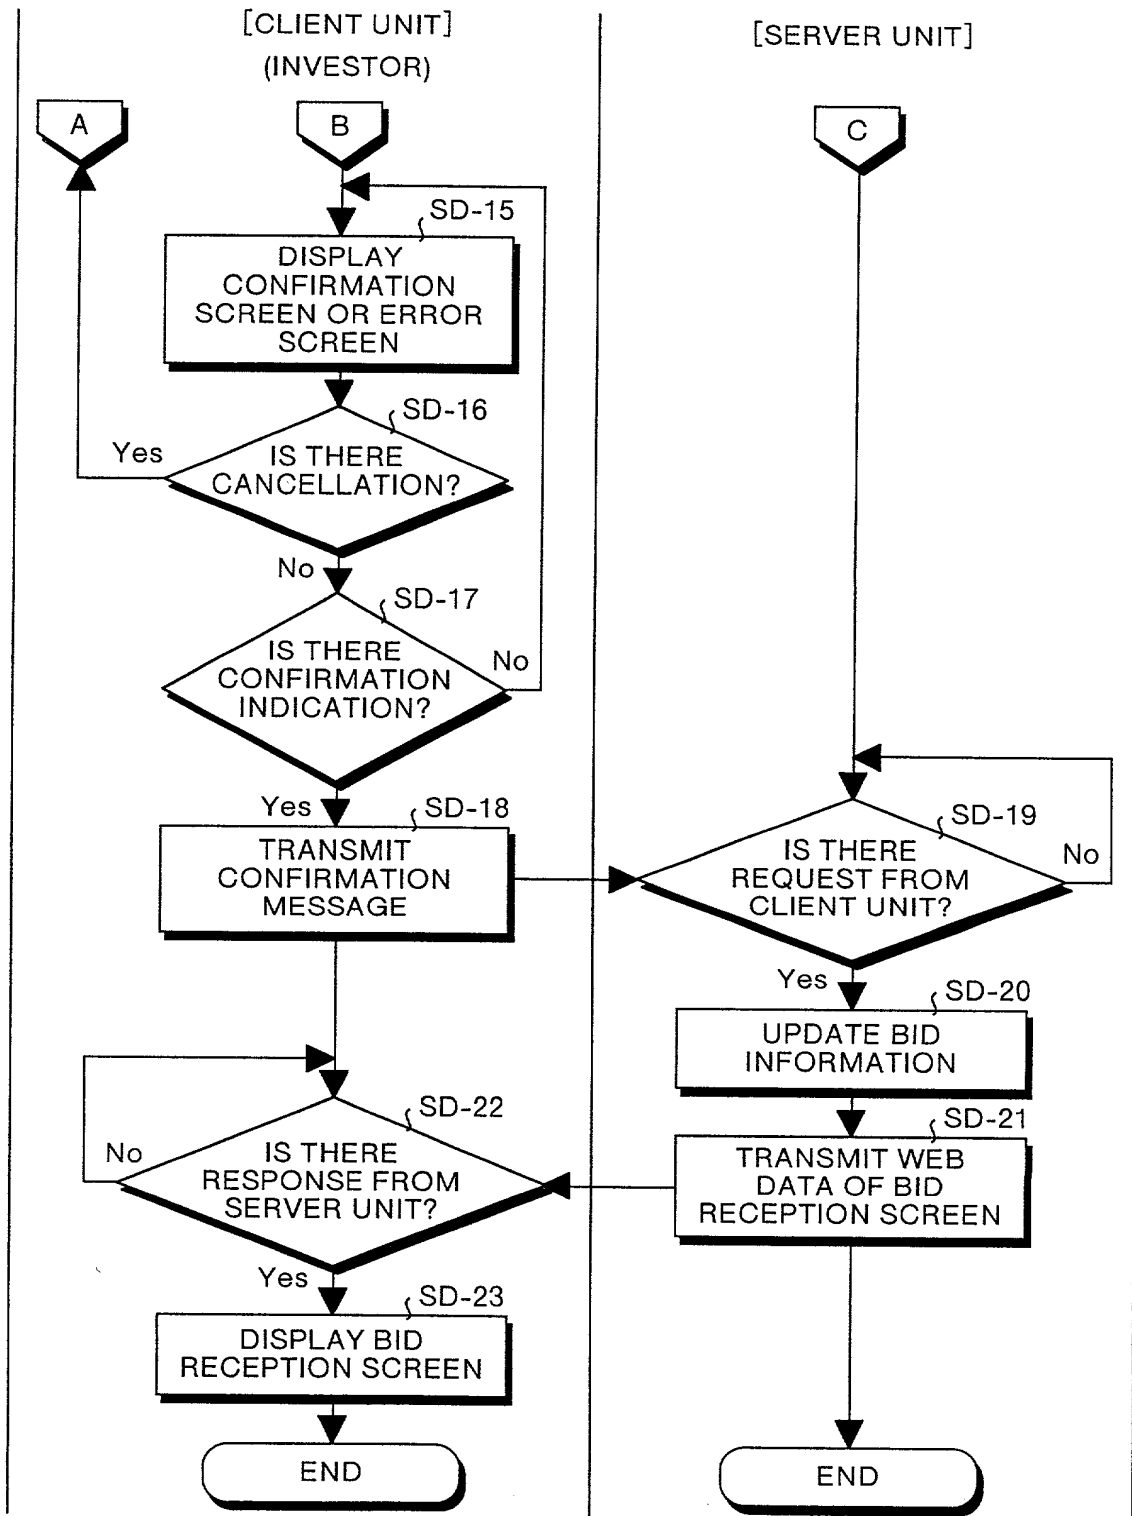 [CLIENT UNIT]
(INVESTOR)
[SERVER UNIT]
A
B
C
SD-15
DISPLAY
CONFIRMATION
SCREEN OR ERROR
SCREEN
SD-16
Yes
IS THERE
CANCELLATION?
No
SD-17
IS THERE
CONFIRMATION
INDICATION?
No
Yes
SD-18
TRANSMIT
CONFIRMATION
MESSAGE
SD-19
IS THERE
REQUEST FROM
CLIENT UNIT?
No
Yes
SD-20
UPDATE BID
INFORMATION
SD-21
TRANSMIT WEB
DATA OF BID
RECEPTION SCREEN
SD-22
No
IS THERE
RESPONSE FROM
SERVER UNIT?
Yes
SD-23
DISPLAY BID
RECEPTION SCREEN
END
END